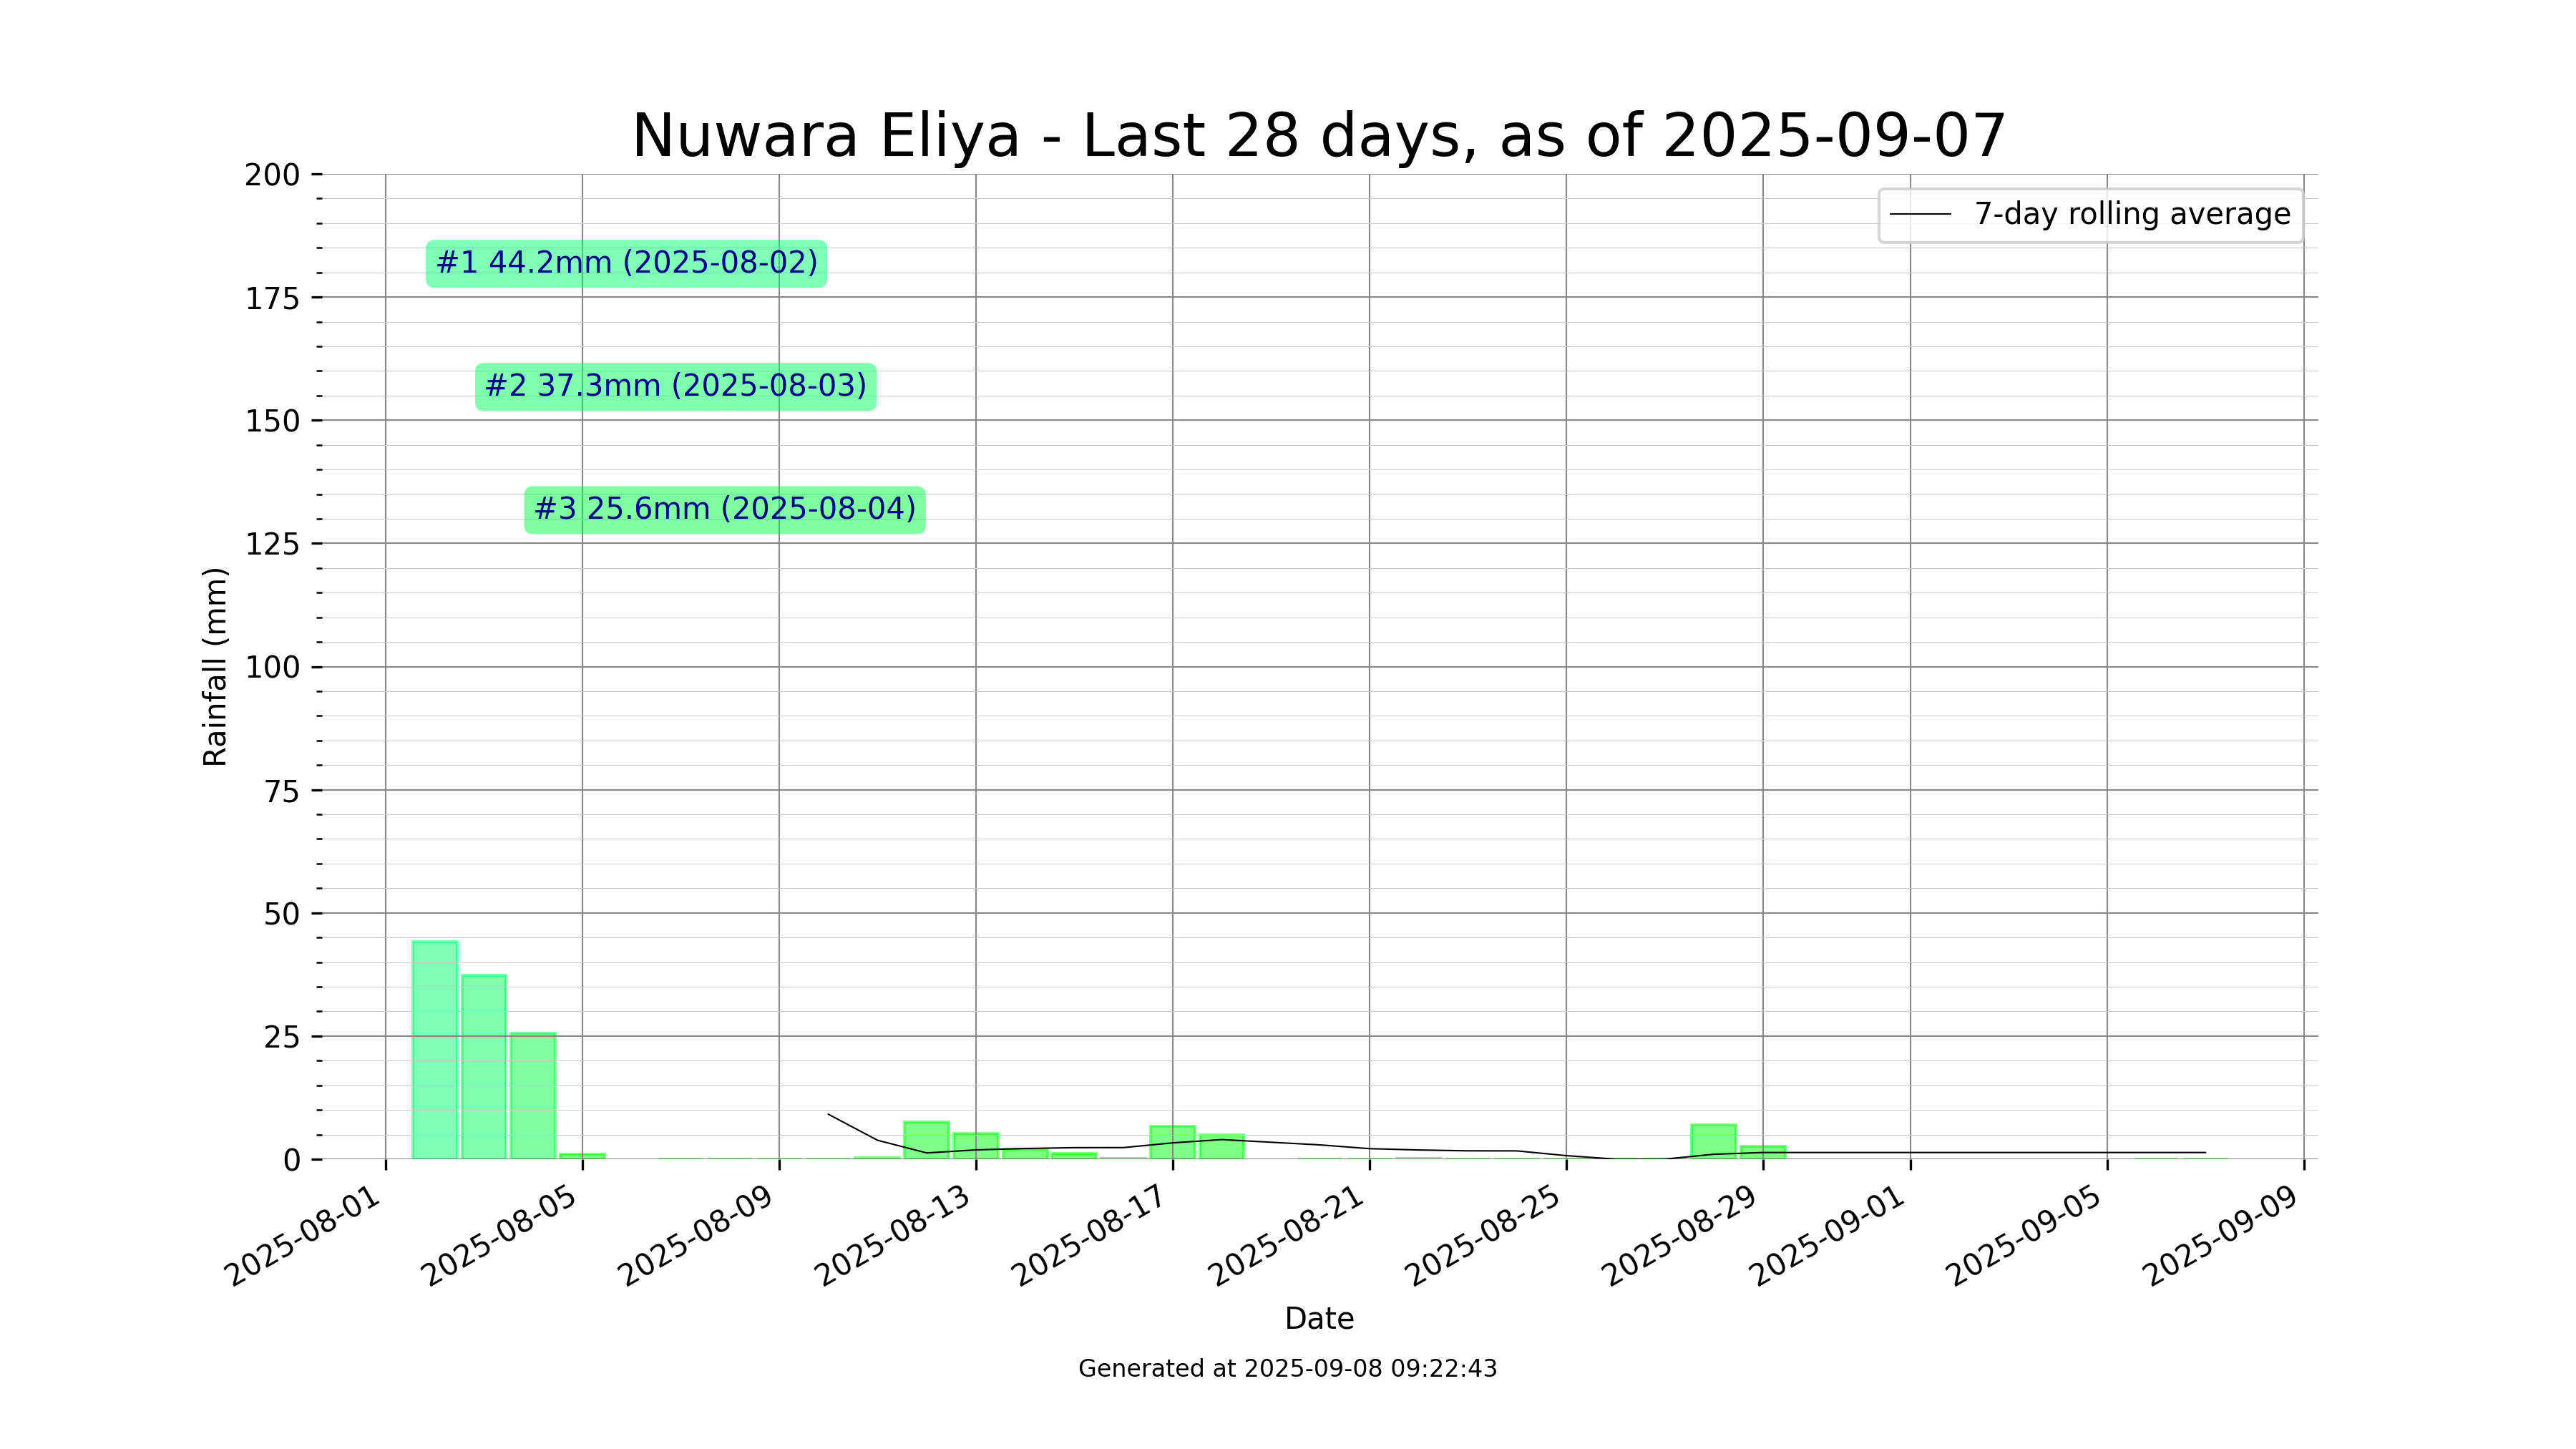 Nuwara Eliya - Last 28 days, as of 2025-09-07
200
7-day rolling average
#1 44.2mm (2025-08-02)
175
#2 37.3mm (2025-08-03)
150
#3 25.6mm (2025-08-04)
125
100
75
50
25
0
Rainfall (mm)
2025-08-01
2025-08-05
2025-08-09
2025-08-13
2025-08-17
2025-08-21
2025-08-25
2025-08-29
2025-09-01
2025-09-05
2025-09-09
Date
Generated at 2025-09-08 09:22:43